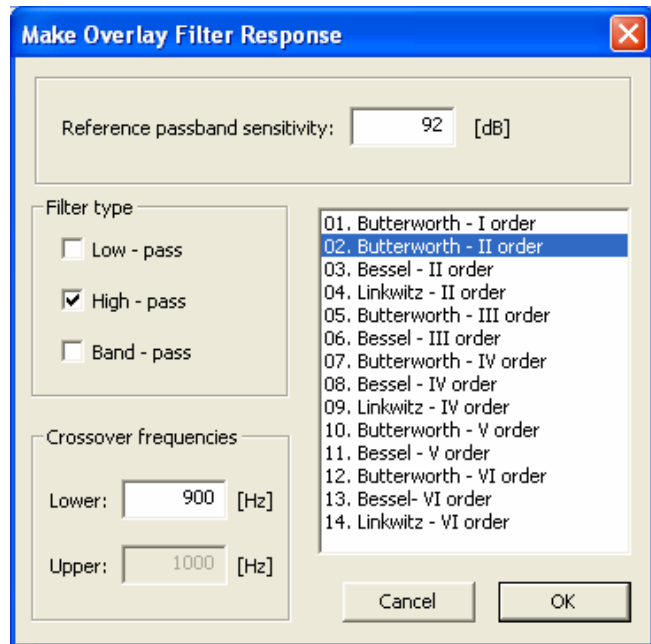 Make Overlay Filter Response
Reference passband sensitivity: 92 [dB]
Filter type
Low - pass
High - pass
Band - pass
01. Butterworth - I order
02. Butterworth - II order
03. Bessel - II order
04. Linkwitz - II order
05. Butterworth - III order
06. Bessel - III order
07. Butterworth - IV order
08. Bessel - IV order
09. Linkwitz - IV order
10. Butterworth - V order
11. Bessel - V order
12. Butterworth - VI order
13. Bessel- VI order
14. Linkwitz - VI order
Crossover frequencies
Lower: 900 [Hz]
Upper: 1000 [Hz]
Cancel
OK